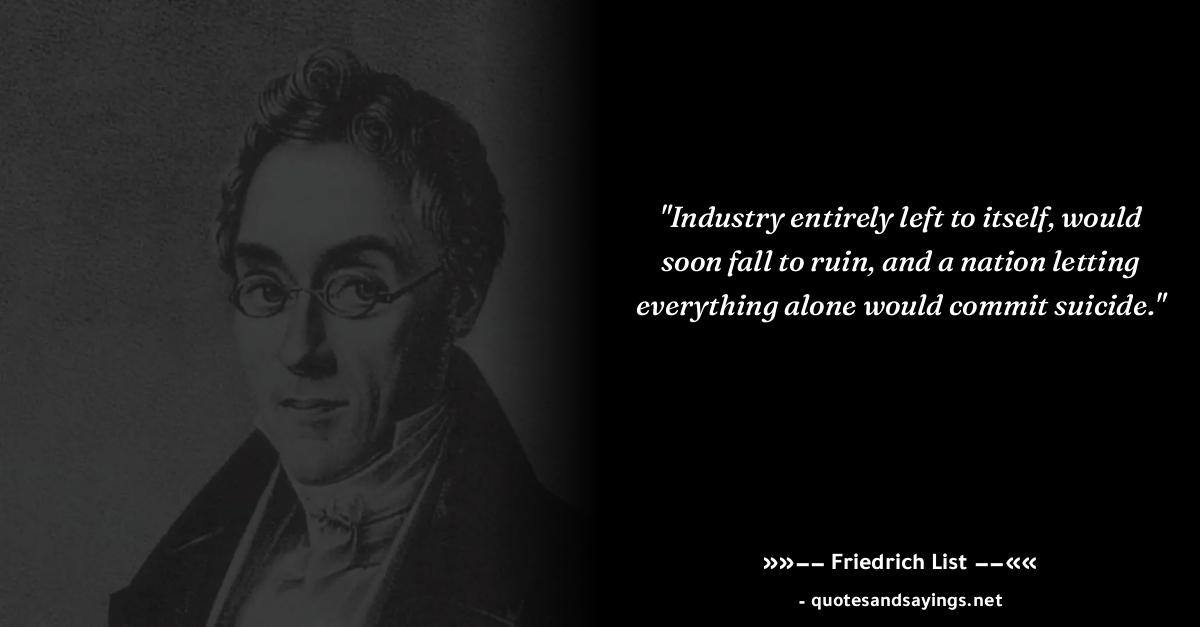 "Industry entirely left to itself, would
soon fall to ruin, and a nation letting
everything alone would commit suicide."
»»−− Friedrich List −−««
- quotesandsayings.net